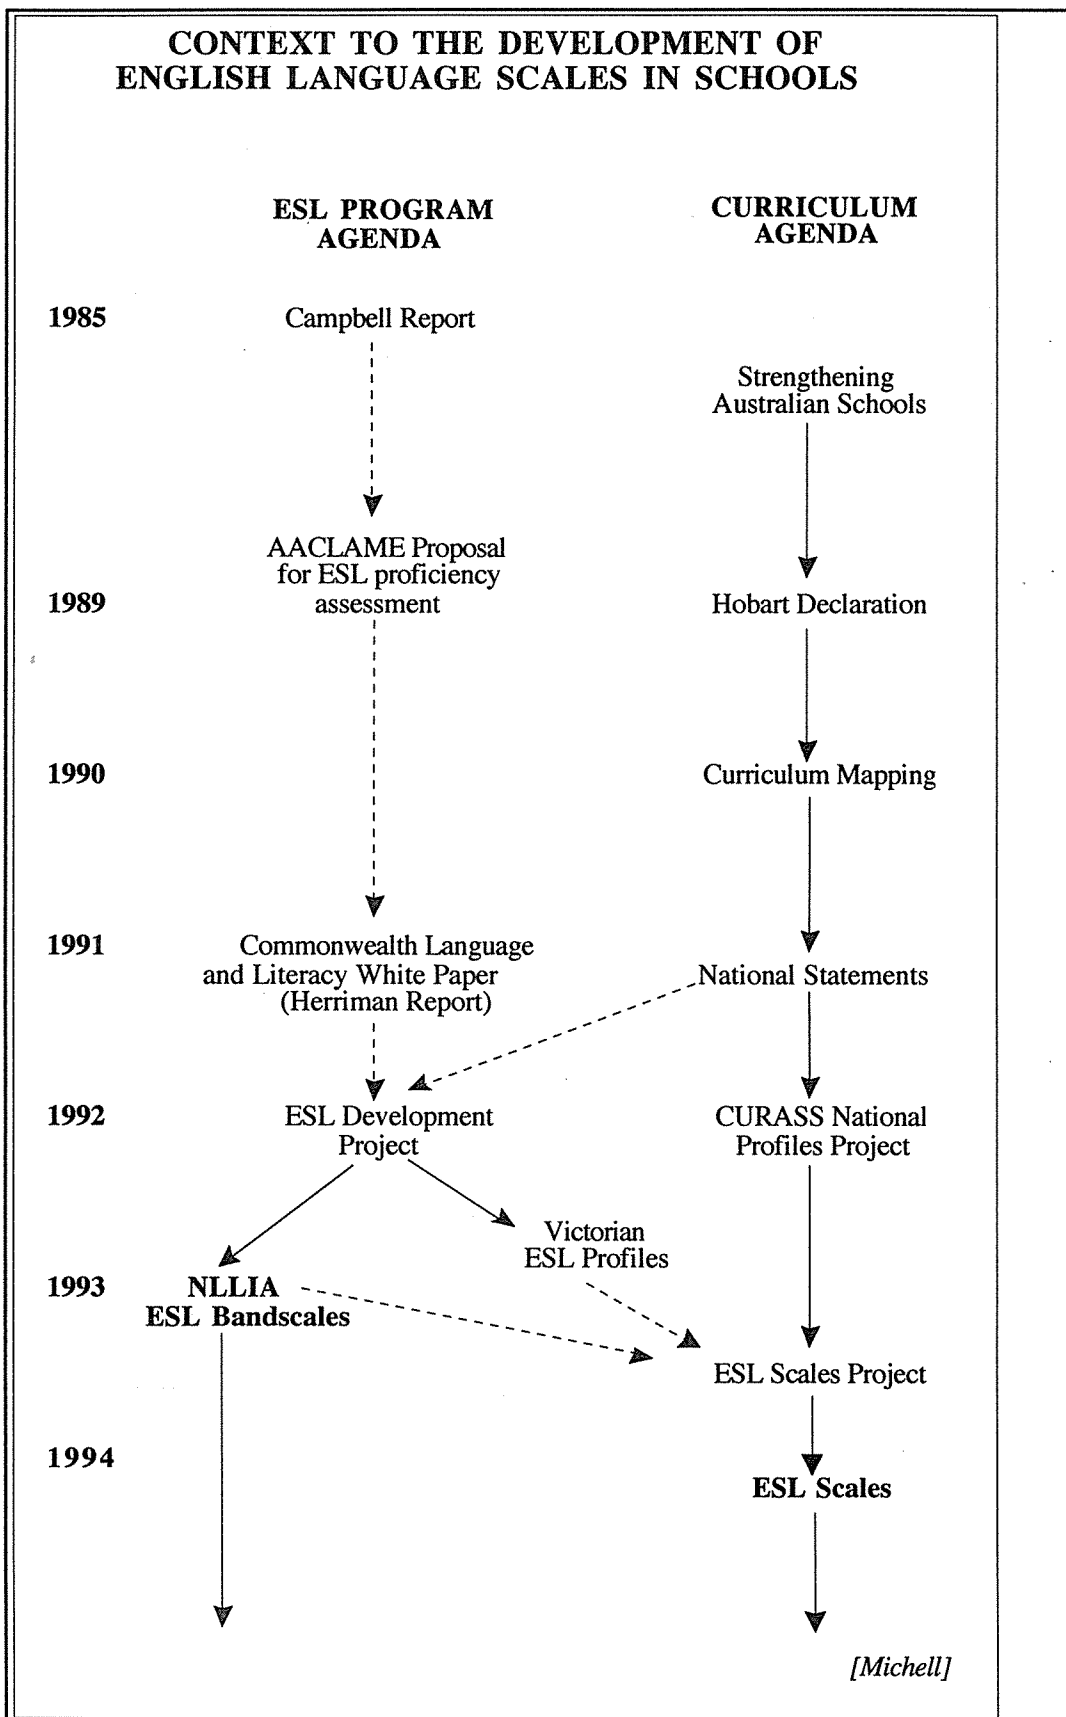 CONTEXT TO THE DEVELOPMENT OF
ENGLISH LANGUAGE SCALES IN SCHOOLS
ESL PROGRAM
AGENDA
CURRICULUM
AGENDA
1985
Campbell Report
Strengthening
Australian Schools
AACLAME Proposal
for ESL proficiency
assessment
1989
Hobart Declaration
1990
Curriculum Mapping
1991
Commonwealth Language
and Literacy White Paper
(Herriman Report)
National Statements
1992
ESL Development
Project
CURASS National
Profiles Project
Victorian
ESL Profiles
1993
NLLIA
ESL Bandscales
ESL Scales Project
1994
ESL Scales
[Michell]